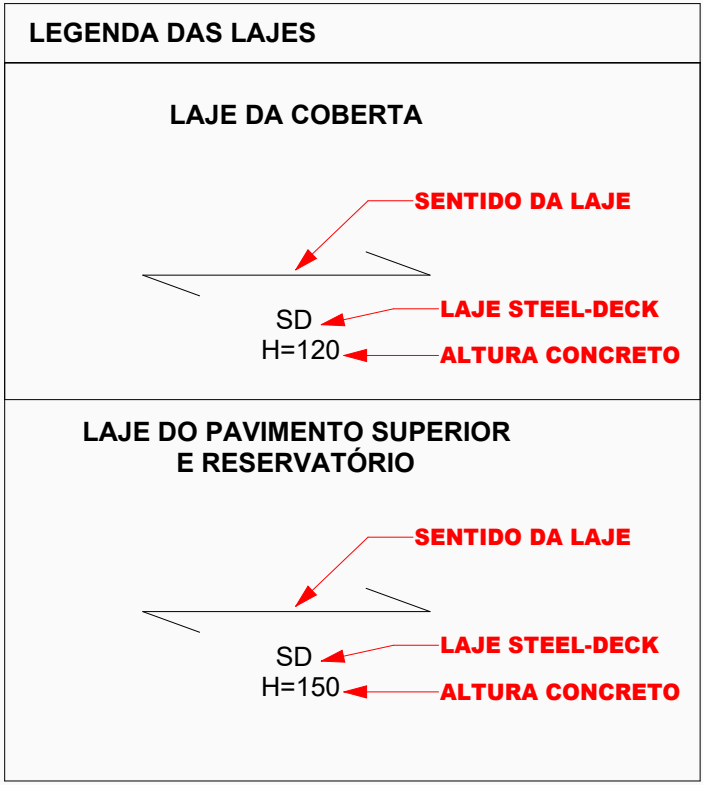 LEGENDA DAS LAJES
LAJE DA COBERTA
SENTIDO DA LAJE
SD
LAJE STEEL-DECK
H=120
ALTURA CONCRETO
LAJE DO PAVIMENTO SUPERIOR
E RESERVATÓRIO
SENTIDO DA LAJE
SD
LAJE STEEL-DECK
H=150
ALTURA CONCRETO